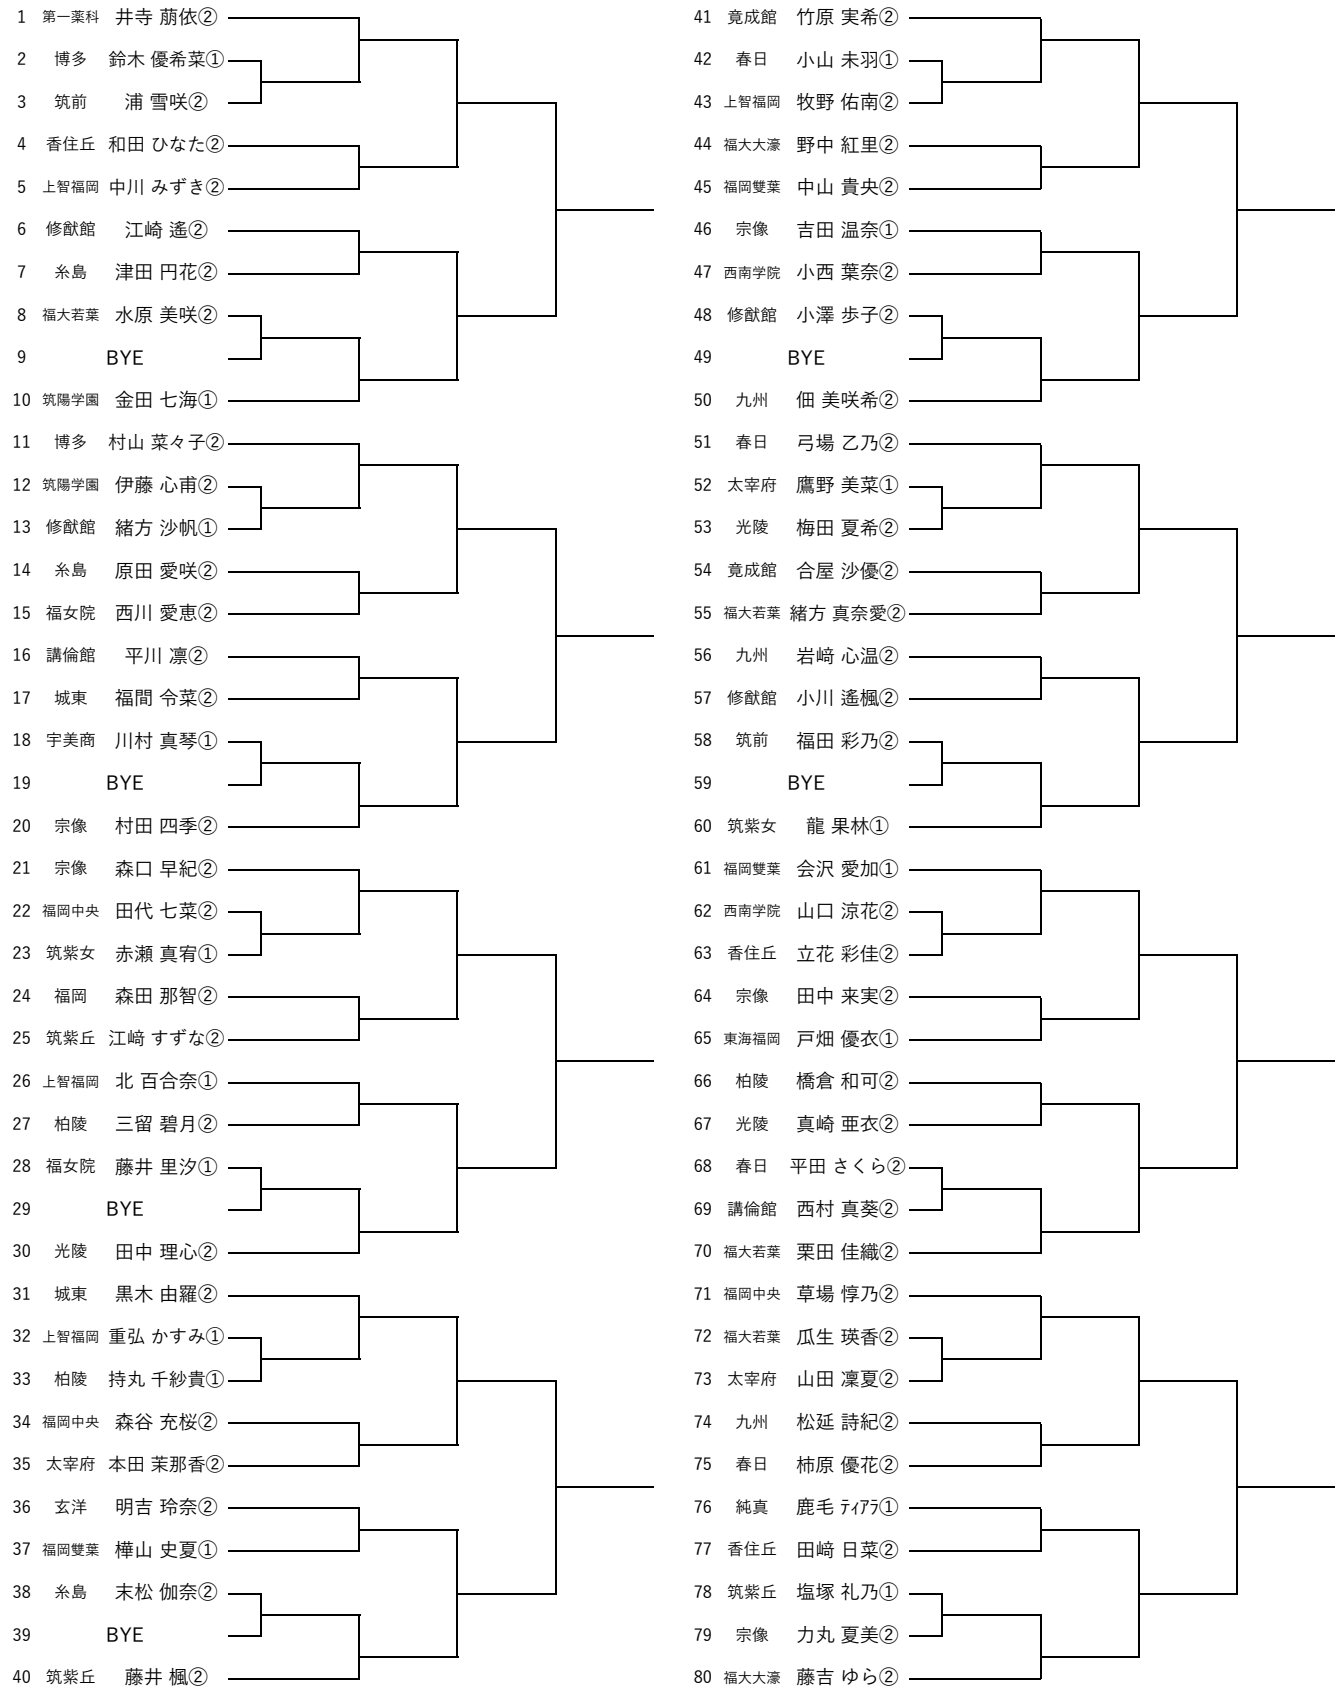 1 第一薬科 井寺 萠依②
2 博多 鈴木 優希菜①
3 筑前 浦 雪咲②
4 香住丘 和田 ひなた②
5 上智福岡 中川 みずき②
6 修猷館 江崎 遙②
7 糸島 津田 円花②
8 福大若葉 水原 美咲②
9 BYE
10 筑陽学園 金田 七海①
11 博多 村山 菜々子②
12 筑陽学園 伊藤 心甫②
13 修猷館 緒方 沙帆①
14 糸島 原田 愛咲②
15 福女院 西川 愛恵②
16 講倫館 平川 凛②
17 城東 福間 令菜②
18 宇美商 川村 真琴①
19 BYE
20 宗像 村田 四季②
21 宗像 森口 早紀②
22 福岡中央 田代 七菜②
23 筑紫女 赤瀬 真宥①
24 福岡 森田 那智②
25 筑紫丘 江﨑 すずな②
26 上智福岡 北 百合奈①
27 柏陵 三留 碧月②
28 福女院 藤井 里汐①
29 BYE
30 光陵 田中 理心②
31 城東 黒木 由羅②
32 上智福岡 重弘 かすみ①
33 柏陵 持丸 千紗貴①
34 福岡中央 森谷 充桜②
35 太宰府 本田 茉那香②
36 玄洋 明吉 玲奈②
37 福岡雙葉 樺山 史夏①
38 糸島 末松 伽奈②
39 BYE
40 筑紫丘 藤井 楓②
41 竟成館 竹原 実希②
42 春日 小山 未羽①
43 上智福岡 牧野 佑南②
44 福大大濠 野中 紅里②
45 福岡雙葉 中山 貴央②
46 宗像 吉田 温奈①
47 西南学院 小西 葉奈②
48 修猷館 小澤 歩子②
49 BYE
50 九州 佃 美咲希②
51 春日 弓場 乙乃②
52 太宰府 鷹野 美菜①
53 光陵 梅田 夏希②
54 竟成館 合屋 沙優②
55 福大若葉 緒方 真奈愛②
56 九州 岩﨑 心温②
57 修猷館 小川 遙楓②
58 筑前 福田 彩乃②
59 BYE
60 筑紫女 龍 果林①
61 福岡雙葉 会沢 愛加①
62 西南学院 山口 涼花②
63 香住丘 立花 彩佳②
64 宗像 田中 来実②
65 東海福岡 戸畑 優衣①
66 柏陵 橋倉 和可②
67 光陵 真崎 亜衣②
68 春日 平田 さくら②
69 講倫館 西村 真葵②
70 福大若葉 栗田 佳織②
71 福岡中央 草場 惇乃②
72 福大若葉 瓜生 瑛香②
73 太宰府 山田 凜夏②
74 九州 松延 詩紀②
75 春日 柿原 優花②
76 純真 鹿毛 ティアラ①
77 香住丘 田﨑 日菜②
78 筑紫丘 塩塚 礼乃①
79 宗像 力丸 夏美②
80 福大大濠 藤吉 ゆら②